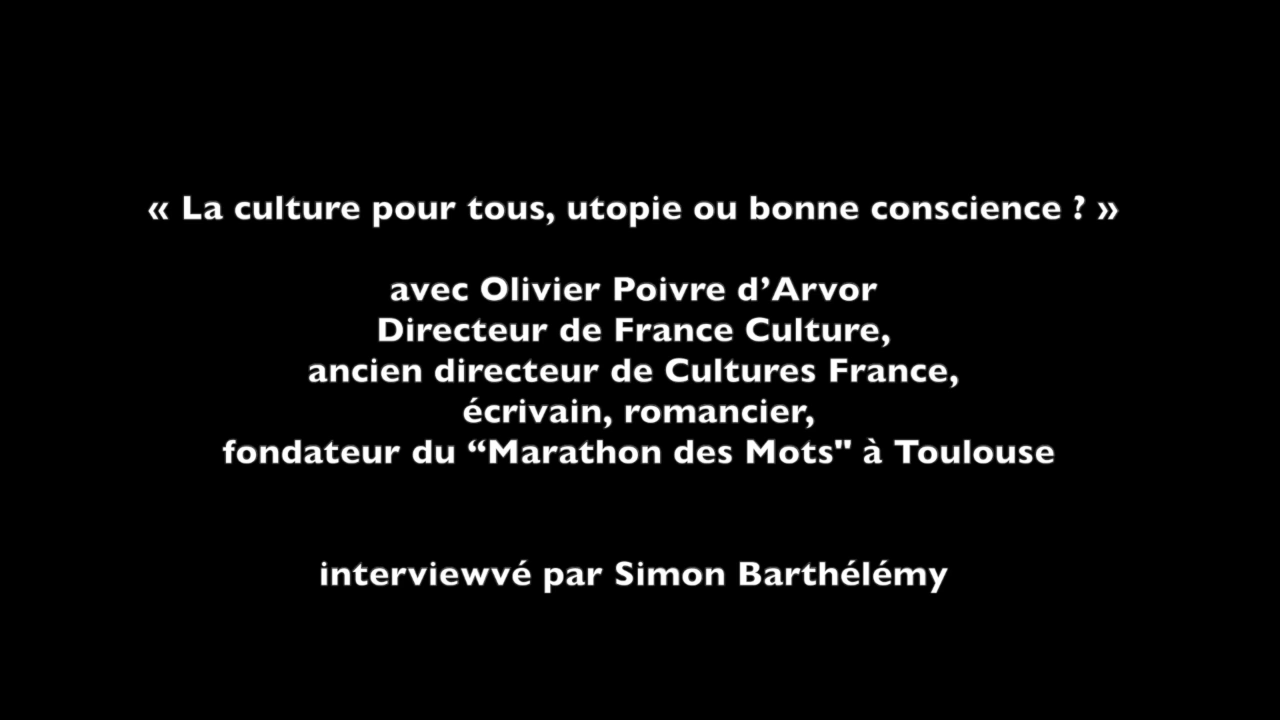 « La culture pour tous, utopie ou bonne conscience ? »
avec Olivier Poivre d’Arvor
Directeur de France Culture,
ancien directeur de Cultures France,
écrivain, romancier,
fondateur du “Marathon des Mots" à Toulouse
interviewvé par Simon Barthélémy